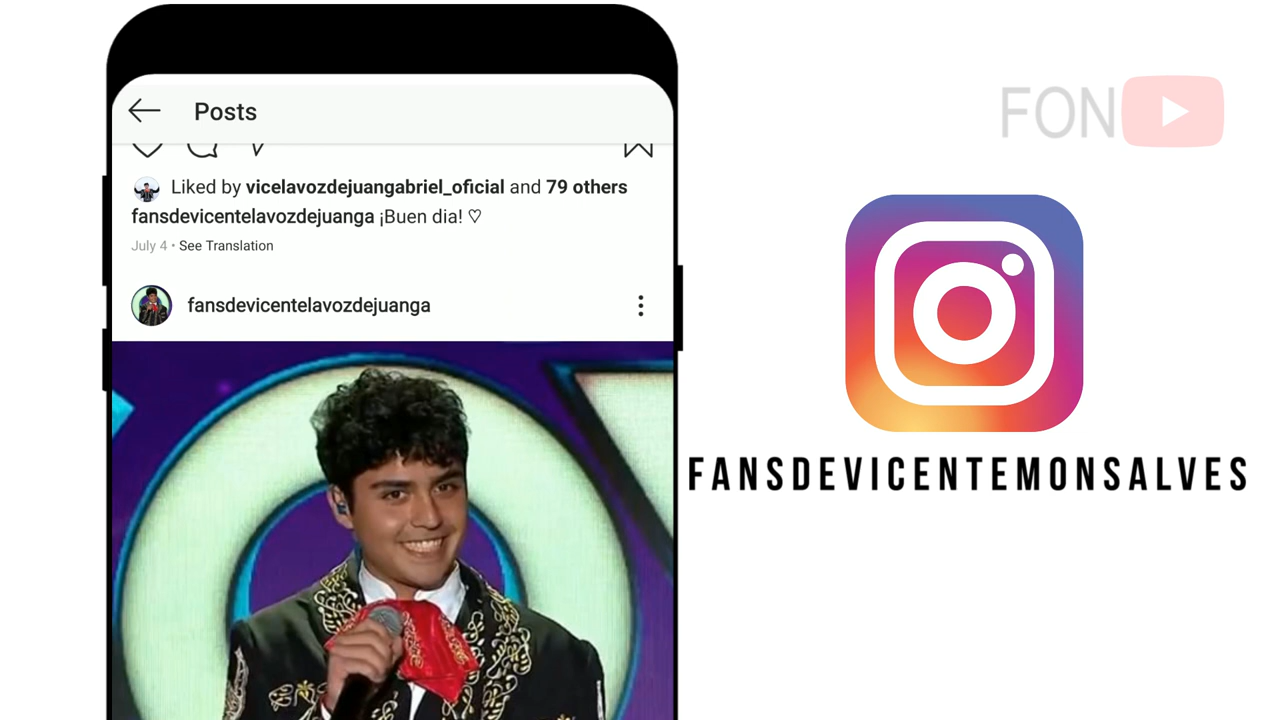 Posts
Liked by vicelavozdejuangabriel_oficial and 79 others
fansdevicentelavozdejuanga ¡Buen dia! ♡
July 4 • See Translation
fansdevicentelavozdejuanga
FON
FANSDEVICENTEMONSALVES